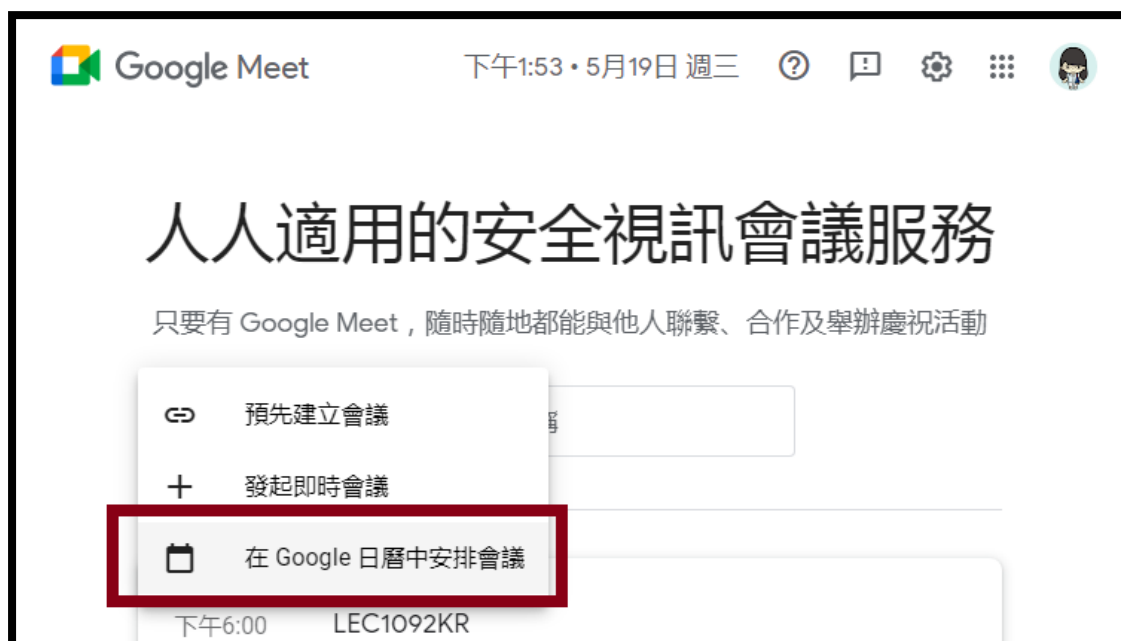 Google Meet
下午1:53 • 5月19日 週三
人人適用的安全視訊會議服務
只要有 Google Meet，隨時隨地都能與他人聯繫、合作及舉辦慶祝活動
預先建立會議
稱
發起即時會議
在 Google 日曆中安排會議
下午6:00 LEC1092KR